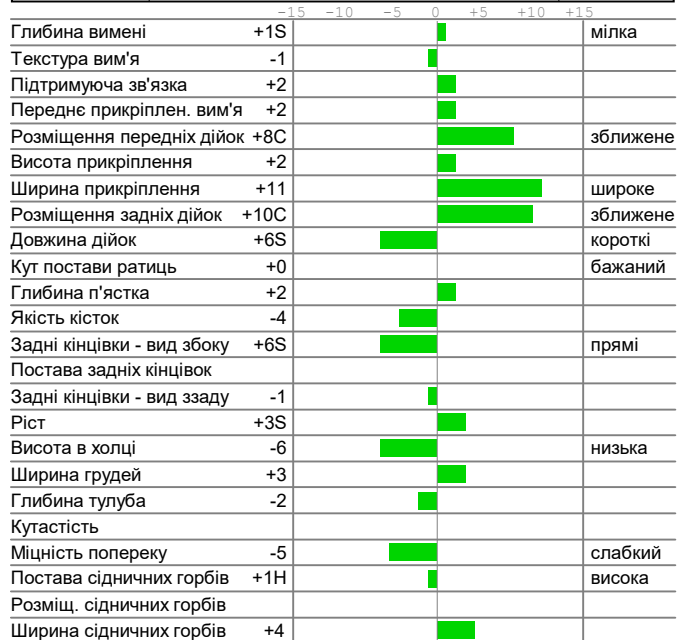 -15 -10 -5 0 +5 +10 +15
Глибина вимені +1S мілка
Текстура вим'я -1
Підтримуюча зв'язка +2
Переднє прикріплен. вим'я +2
Розміщення передніх дійок +8C зближене
Висота прикріплення +2
Ширина прикріплення +11 широке
Розміщення задніх дійок +10C зближене
Довжина дійок +6S короткі
Кут постави ратиць +0 бажаний
Глибина п'ястка +2
Якість кісток -4
Задні кінцівки - вид збоку +6S прямі
Постава задніх кінцівок
Задні кінцівки - вид ззаду -1
Ріст +3S
Висота в холці -6 низька
Ширина грудей +3
Глибина тулуба -2
Кутастість
Міцність попереку -5 слабкий
Постава сідничних горбів +1H висока
Розміщ. сідничних горбів
Ширина сідничних горбів +4